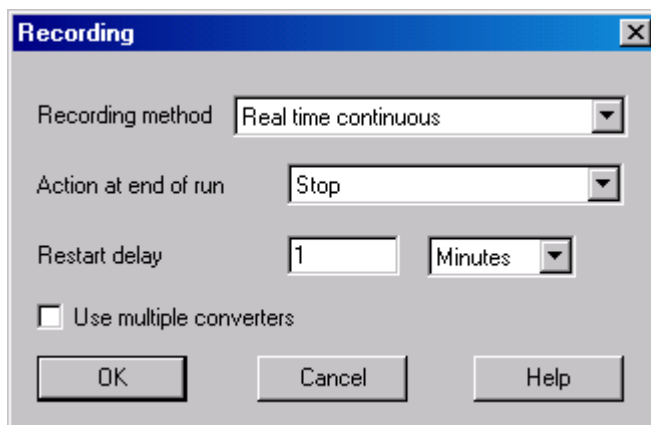 Recording
Recording method Real time continuous
Action at end of run Stop
Restart delay 1 Minutes
Use multiple converters
OK Cancel Help